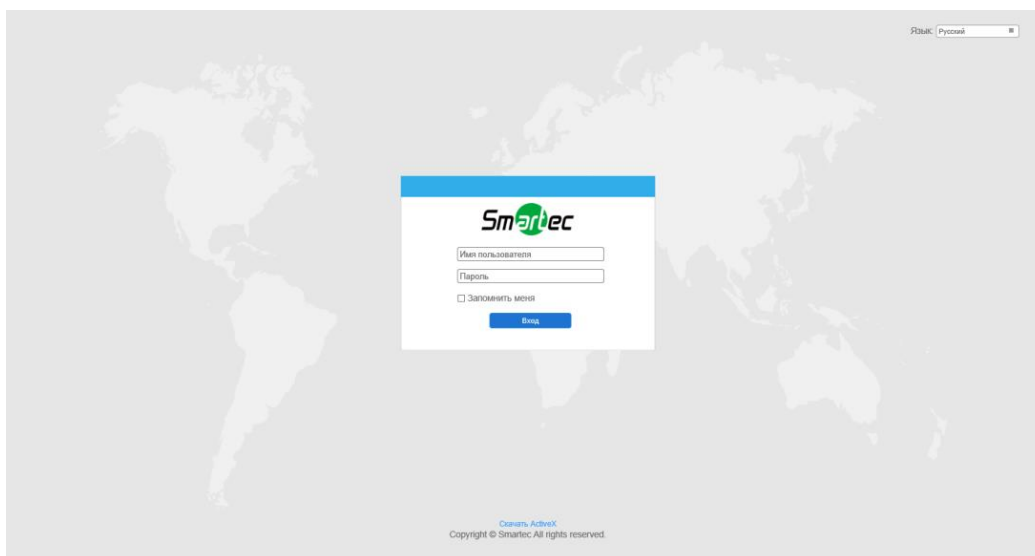 Язык: Русский
Smartec
Имя пользователя
Пароль
Запомнить меня
Вход
Скачать ActiveX
Copyright © Smartec All rights reserved.